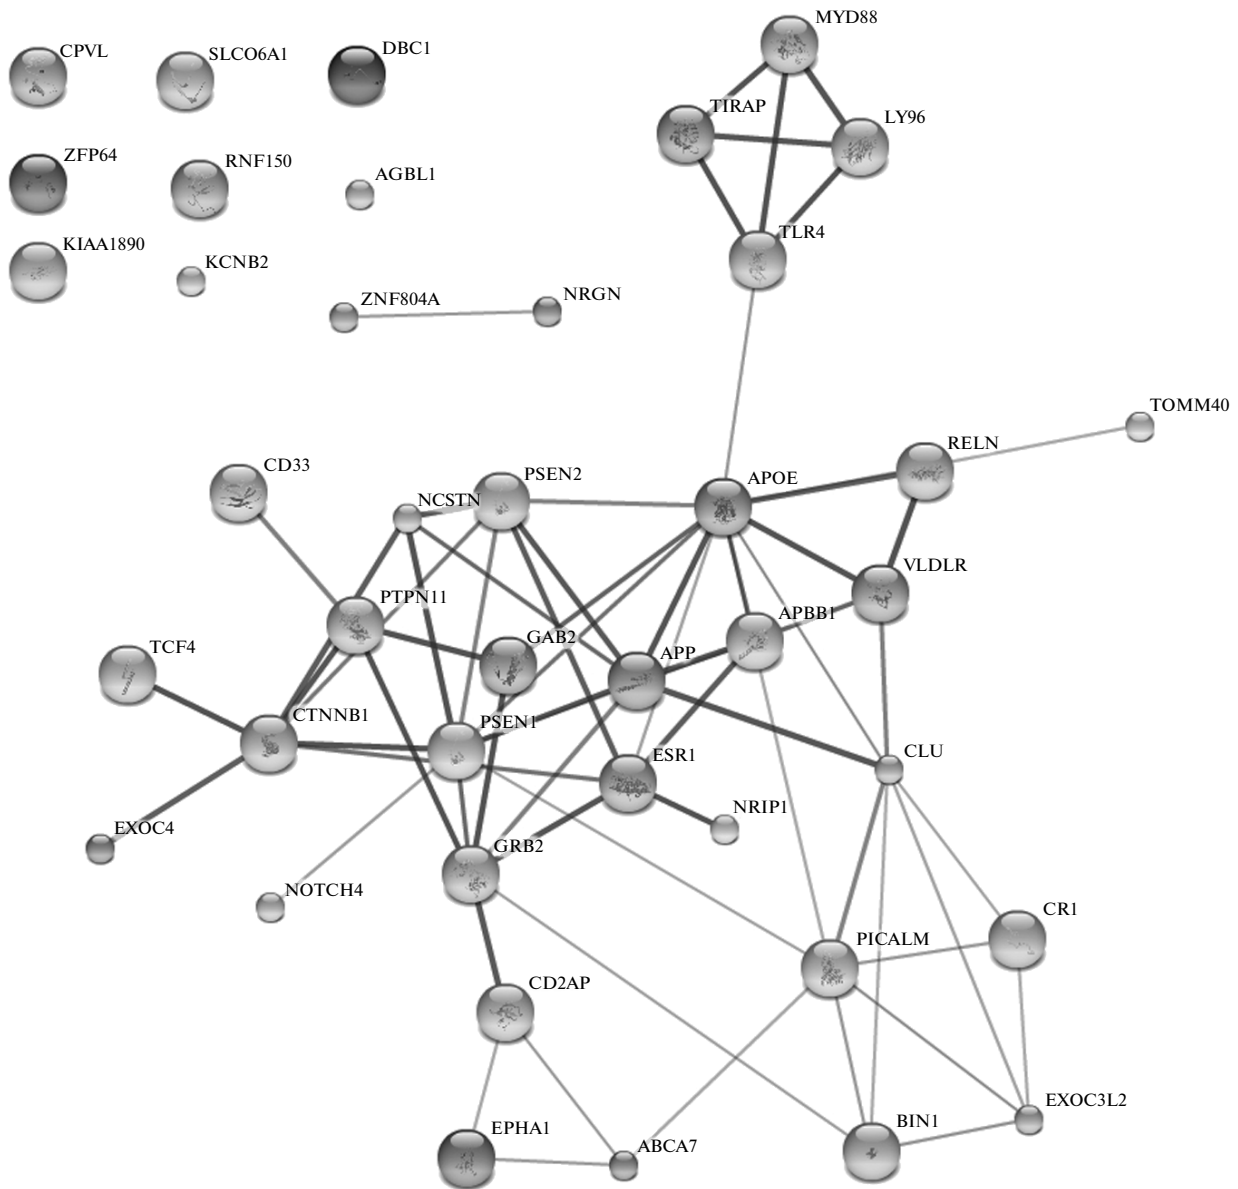 MYD88
CPVL
SLCO6A1
DBC1
TIRAP
LY96
ZFP64
RNF150
AGBL1
TLR4
KIAA1890
KCNB2
ZNF804A
NRGN
TOMM40
RELN
CD33
PSEN2
APOE
NCSTN
VLDLR
PTPN11
APBB1
GAB2
TCF4
APP
CTNNB1
PSEN1
ESR1
CLU
NRIP1
EXOC4
GRB2
NOTCH4
CR1
PICALM
CD2AP
EXOC3L2
BIN1
EPHA1
ABCA7